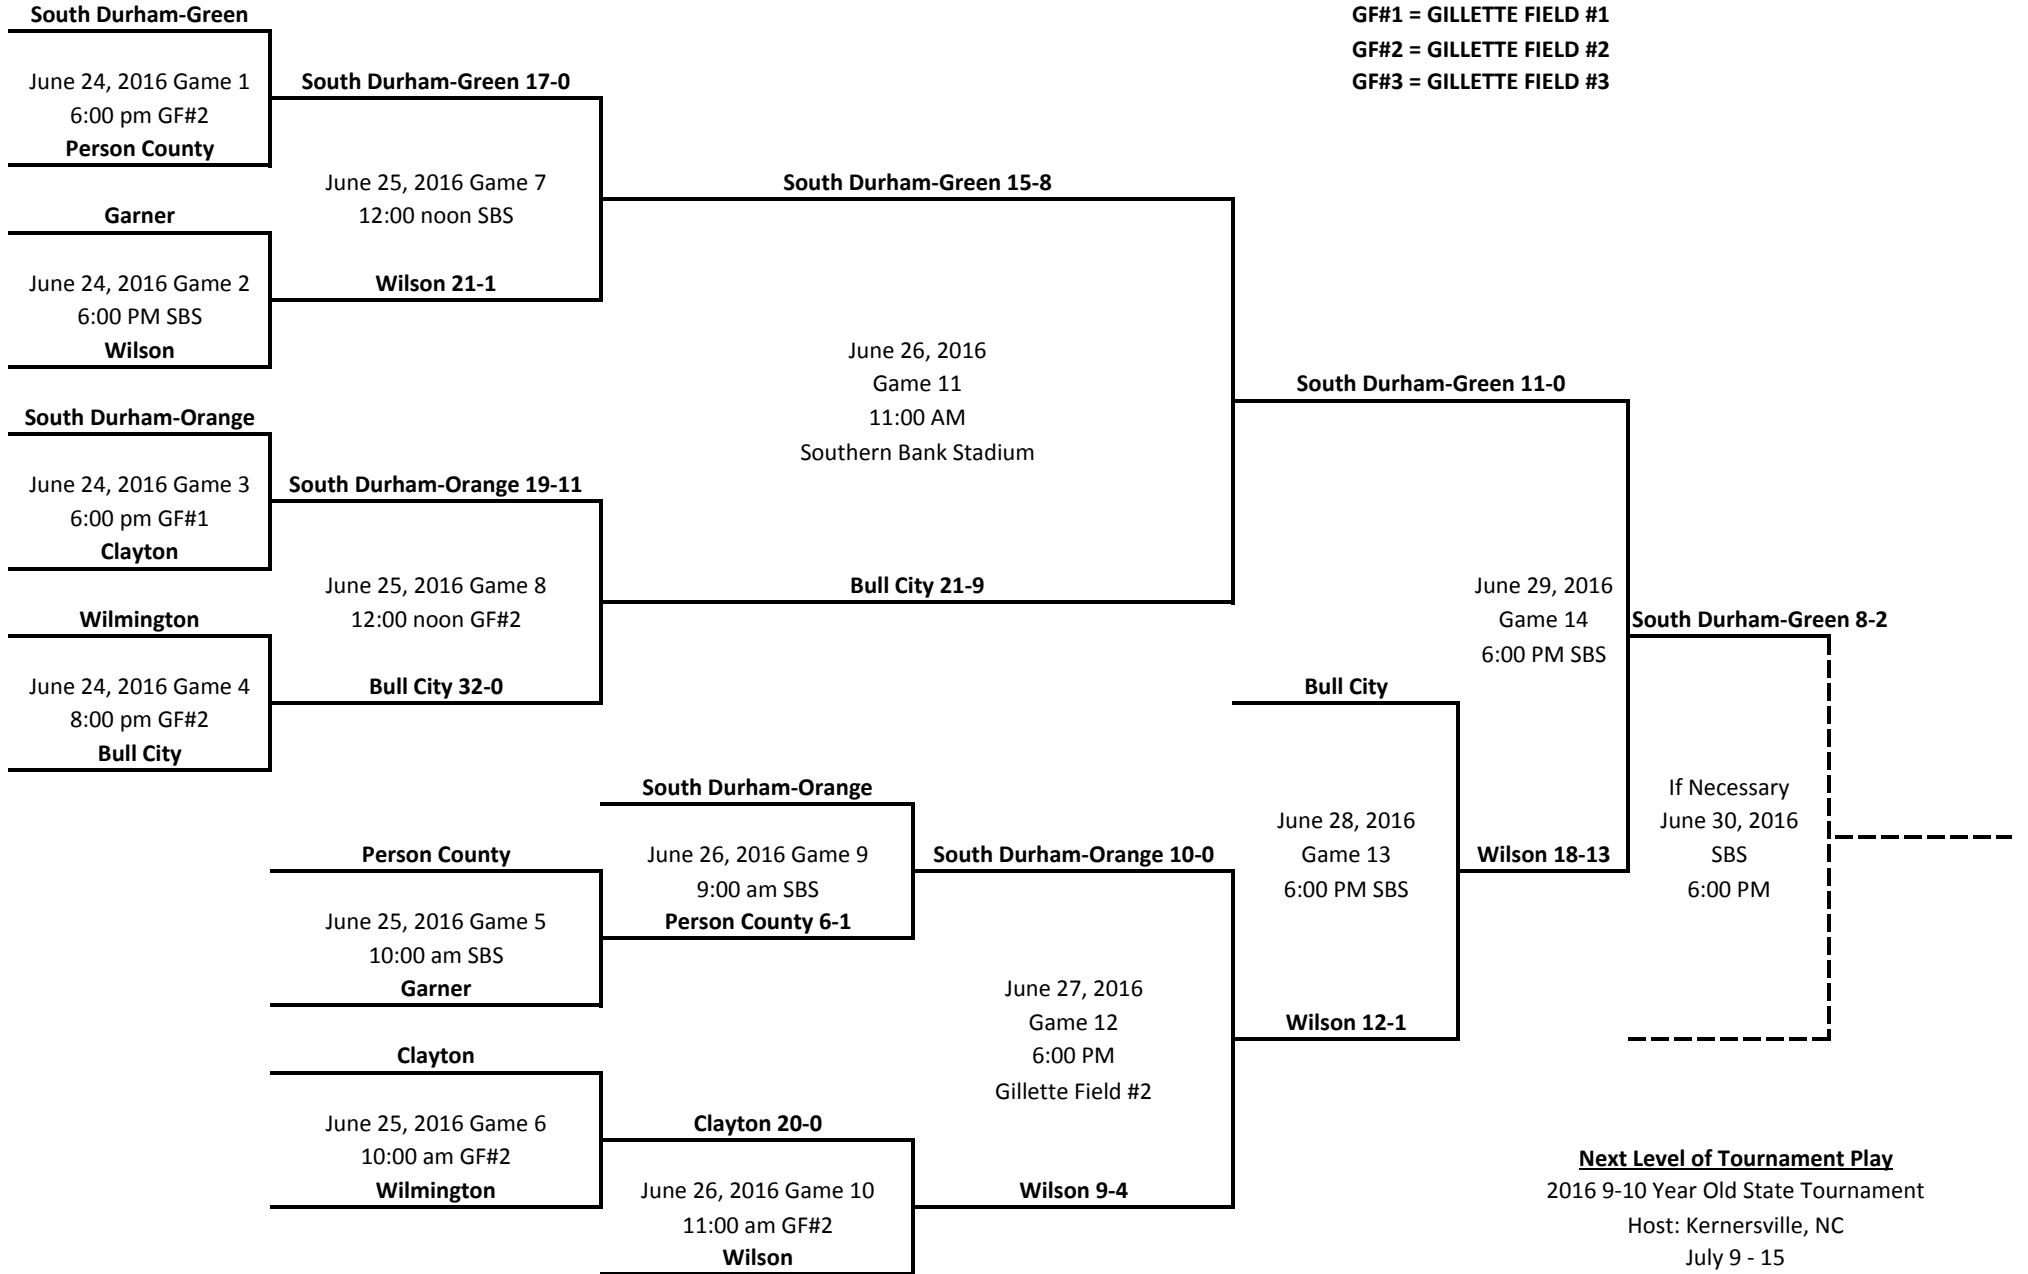 South Durham-Green
June 24, 2016 Game 1
6:00 pm GF#2
Person County
Garner
June 24, 2016 Game 2
6:00 PM SBS
Wilson
South Durham-Orange
June 24, 2016 Game 3
6:00 pm GF#1
Clayton
Wilmington
June 24, 2016 Game 4
8:00 pm GF#2
Bull City
South Durham-Green 17-0
June 25, 2016 Game 7
12:00 noon SBS
Wilson 21-1
South Durham-Orange 19-11
June 25, 2016 Game 8
12:00 noon GF#2
Bull City 32-0
Person County
June 25, 2016 Game 5
10:00 am SBS
Garner
Clayton
June 25, 2016 Game 6
10:00 am GF#2
Wilmington
South Durham-Green 15-8
June 26, 2016
Game 11
11:00 AM
Southern Bank Stadium
Bull City 21-9
South Durham-Orange
June 26, 2016 Game 9
9:00 am SBS
Person County 6-1
Clayton 20-0
June 26, 2016 Game 10
11:00 am GF#2
Wilson
South Durham-Orange 10-0
June 27, 2016
Game 12
6:00 PM
Gillette Field #2
Wilson 9-4
GF#1 = GILLETTE FIELD #1
GF#2 = GILLETTE FIELD #2
GF#3 = GILLETTE FIELD #3
South Durham-Green 11-0
June 29, 2016
Game 14
6:00 PM SBS
Bull City
June 28, 2016
Game 13
6:00 PM SBS
Wilson 12-1
Wilson 18-13
South Durham-Green 8-2
If Necessary
June 30, 2016
SBS
6:00 PM
Next Level of Tournament Play
2016 9-10 Year Old State Tournament
Host: Kernersville, NC
July 9 - 15